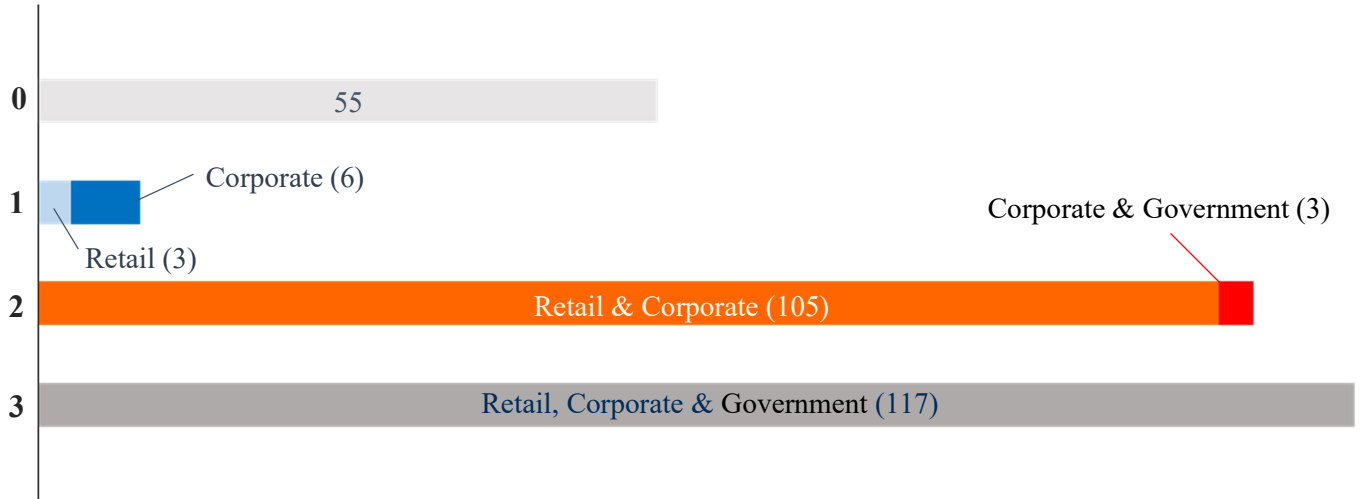 0
55
Corporate (6)
1
Corporate & Government (3)
Retail (3)
2
Retail & Corporate (105)
3
Retail, Corporate & Government (117)